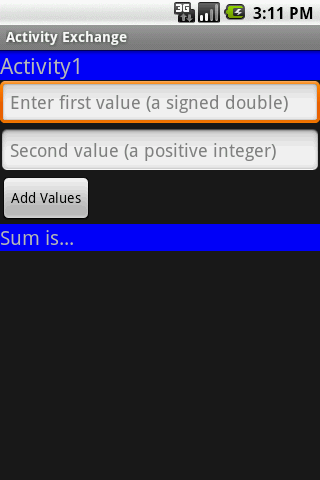 3G 3:11 PM
Activity Exchange
Activity1
Enter first value (a signed double)
Second value (a positive integer)
Add Values
Sum is...